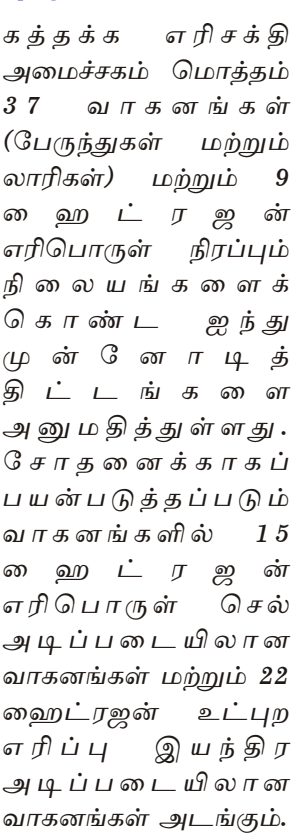 கத்தக்க எரிசக்தி
அமைச்சகம் மொத்தம்
37 வாகனங்கள்
(பேருந்துகள் மற்றும்
லாரிகள்) மற்றும் 9
ஹைட்ரஜன்
எரிபொருள் நிரப்பும்
நிலையங்களைக்
கொண்ட ஐந்து
முன்னோடித்
திட்டங்களை
அனுமதித்துள்ளது.
சோதனைக்காகப்
பயன்படுத்தப்படும்
வாகனங்களில் 15
ஹைட்ரஜன்
எரிபொருள் செல்
அடிப்படையிலான
வாகனங்கள் மற்றும் 22
ஹைட்ரஜன் உட்புற
எரிப்பு இயந்திர
அடிப்படையிலான
வாகனங்கள் அடங்கும்.